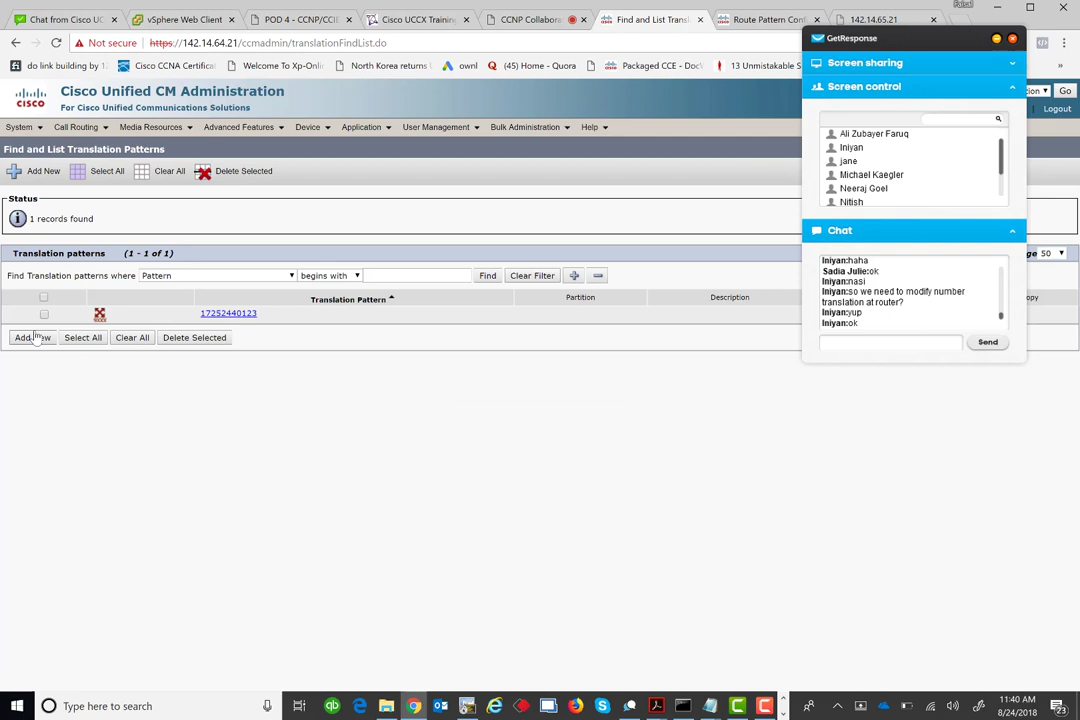 Faisal
Chat from Cisco UC
vSphere Web Client
POD 4 - CCNP/CCIE
Cisco UCCX Training
CCNP Collabora
Find and List Transl
Route Pattern Conf
142.14.65.21
Not secure
https://142.14.64.21/ccmadmin/translationFindList.do
do link building by 1
Cisco CCNA Certificat
Welcome To Xp-Onl
North Korea returns
ownl
(45) Home - Quora
Packaged CCE - Doc
13 Unmistakable S
Cisco Unified CM Administration
For Cisco Unified Communications Solutions
Go
Logout
System
Call Routing
Media Resources
Advanced Features
Device
Application
User Management
Bulk Administration
Help
Find and List Translation Patterns
Add New
Select All
Clear All
Delete Selected
Status
1 records found
Translation patterns (1 - 1 of 1)
50
Find Translation patterns where
Pattern
begins with
Find
Clear Filter
Translation Pattern
Partition
Description
17252440123
Add New
Select All
Clear All
Delete Selected
GetResponse
Screen sharing
Screen control
Ali Zubayer Faruq
Iniyan
jane
Michael Kaegler
Neeraj Goel
Nitish
Chat
Iniyan:haha
Sadia Julie:ok
Iniyan:nasi
Iniyan:so we need to modify number
translation at router?
Iniyan:yup
Iniyan:ok
Send
Type here to search
11:40 AM
8/24/2018
23